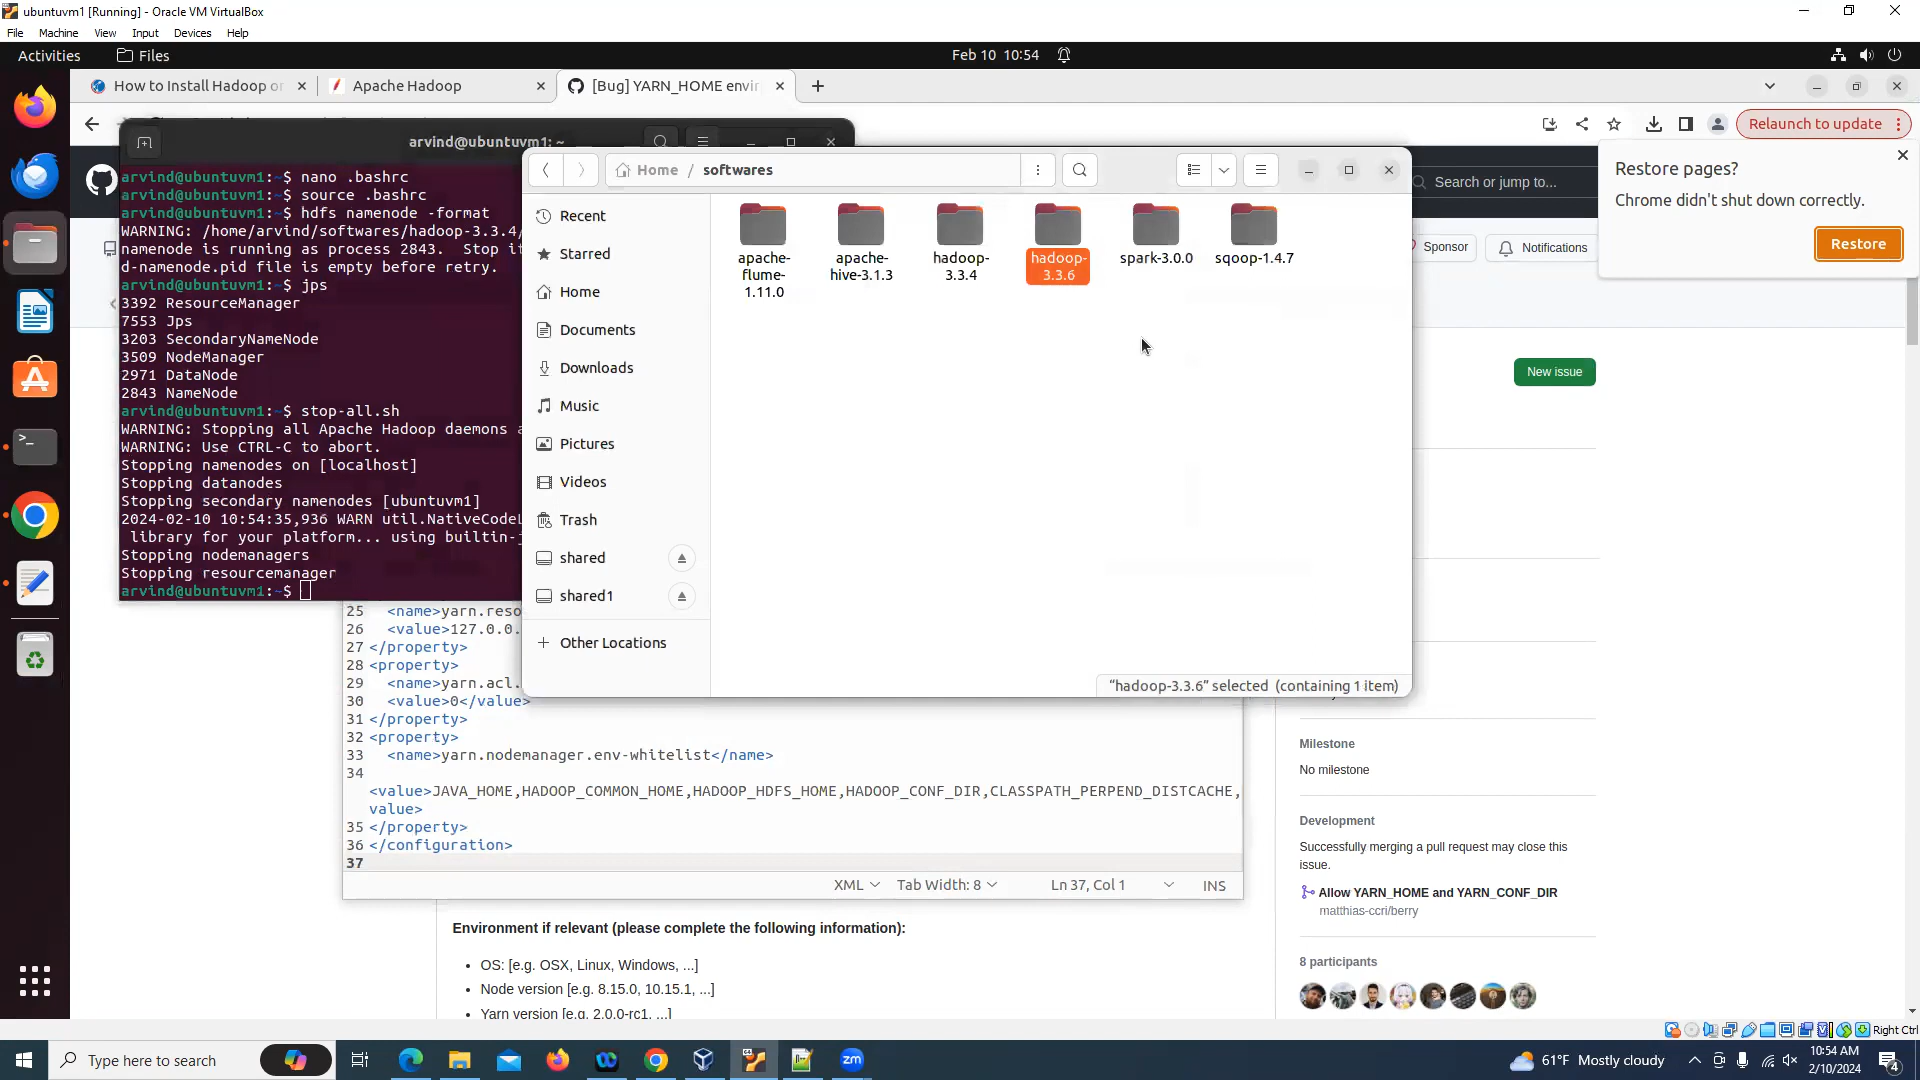 ubuntuvm1 [Running] - Oracle VM VirtualBox
File Machine View Input Devices Help
Activities Files Feb 10 10:54
How to Install Hadoop or Apache Hadoop [Bug] YARN_HOME envir
Relaunch to update
arvind@ubuntuvm1: ~
arvind@ubuntuvm1:~$ nano .bashrc
arvind@ubuntuvm1:~$ source .bashrc
arvind@ubuntuvm1:~$ hdfs namenode -format
WARNING: /home/arvind/softwares/hadoop-3.3.4/
namenode is running as process 2843. Stop it
d-namenode.pid file is empty before retry.
arvind@ubuntuvm1:~$ jps
3392 ResourceManager
7553 Jps
3203 SecondaryNameNode
3509 NodeManager
2971 DataNode
2843 NameNode
arvind@ubuntuvm1:~$ stop-all.sh
WARNING: Stopping all Apache Hadoop daemons a
WARNING: Use CTRL-C to abort.
Stopping namenodes on [localhost]
Stopping datanodes
Stopping secondary namenodes [ubuntuvm1]
2024-02-10 10:54:35,936 WARN util.NativeCodeL
library for your platform... using builtin-j
Stopping nodemanagers
Stopping resourcemanager
arvind@ubuntuvm1:~$
Home / softwares
Recent
Starred
Home
Documents
Downloads
Music
Pictures
Videos
Trash
shared
shared1
+ Other Locations
apache-
flume-
1.11.0
apache-
hive-3.1.3
hadoop-
3.3.4
hadoop-
3.3.6
spark-3.0.0
sqoop-1.4.7
"hadoop-3.3.6" selected (containing 1 item)
Search or jump to...
Restore pages?
Chrome didn't shut down correctly.
Restore
Sponsor
Notifications
New issue
25 <name>yarn.reso
26 <value>127.0.0.
27 </property>
28 <property>
29 <name>yarn.acl.
30 <value>0</value>
31 </property>
32 <property>
33 <name>yarn.nodemanager.env-whitelist</name>
34
<value>JAVA_HOME,HADOOP_COMMON_HOME,HADOOP_HDFS_HOME,HADOOP_CONF_DIR,CLASSPATH_PERPEND_DISTCACHE,
value>
35 </property>
36 </configuration>
37
XML Tab Width: 8 Ln 37, Col 1 INS
Environment if relevant (please complete the following information):
• OS: [e.g. OSX, Linux, Windows, ...]
• Node version [e.g. 8.15.0, 10.15.1, ...]
• Yarn version [e.g. 2.0.0-rc1, ...]
Milestone
No milestone
Development
Successfully merging a pull request may close this
issue.
Allow YARN_HOME and YARN_CONF_DIR
matthias-ccri/berry
8 participants
Right Ctrl
Type here to search
zm
61°F Mostly cloudy
10:54 AM
2/10/2024
4